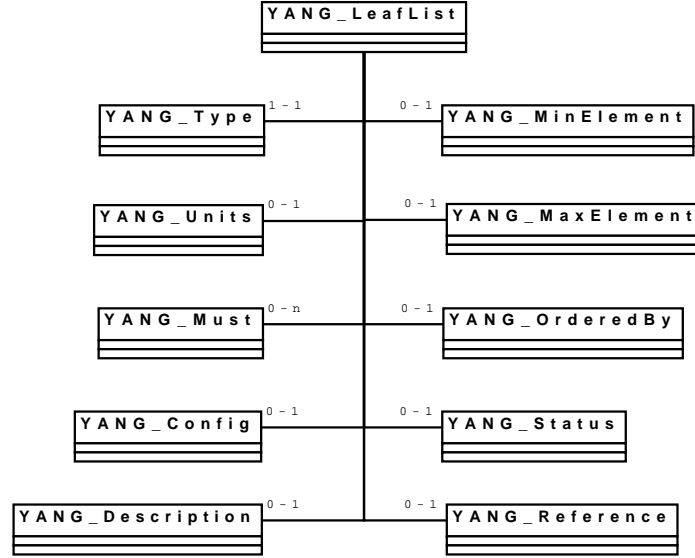 YANG_LeafList
1 - 1 0 - 1
YANG_Type YANG_MinElement
0 - 1 0 - 1
YANG_Units YANG_MaxElement
0 - n 0 - 1
YANG_Must YANG_OrderedBy
0 - 1 0 - 1
YANG_Config YANG_Status
0 - 1 0 - 1
YANG_Description YANG_Reference